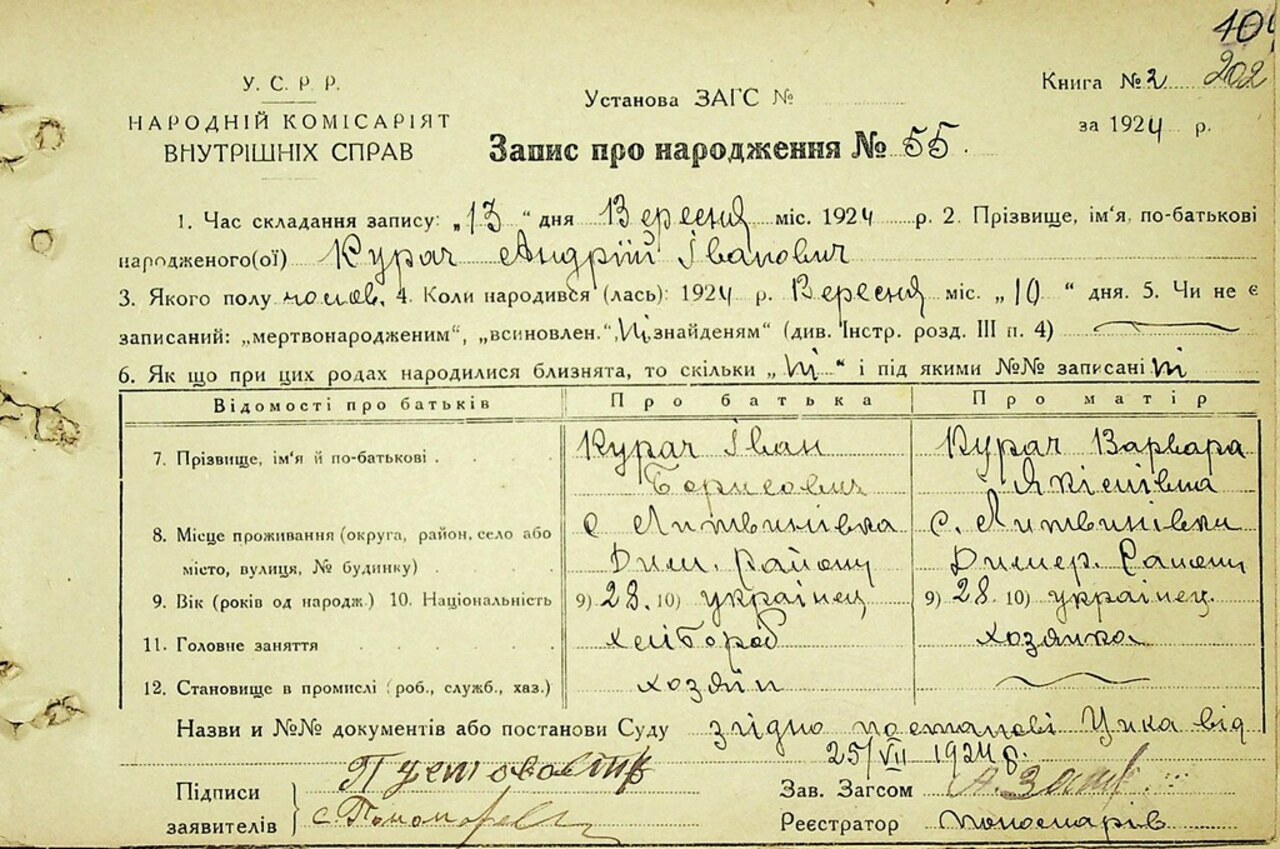 104
202
У. С. Р. Р.
НАРОДНІЙ КОМІСАРІЯТ
ВНУТРІШНІХ СПРАВ
Установа ЗАГС №
Книга № 2
за 1924 р.
Запис про народження № 55.
1. Час складання запису: „13“ дня Вересня міс. 1924 р. 2. Прізвище, ім'я, по-батькові
народженого(ої) Курач Андрій Іванович
3. Якого полу чолов. 4. Коли народився (лась): 1924 р. Вересня міс. „10“ дня. 5. Чи не є
записаний: „мертвонародженим“, „всиновлен.“, „знайденям“ (див. Інстр. розд. III п. 4)
6. Як що при цих родах народилися близнята, то скільки „ні“ і під якими №№ записані ні
Відомості про батьків Про батька Про матір
7. Прізвище, ім'я й по-батькові Курач Іван Курач Варвара
Борисович
8. Місце проживання (округа, район, село або с Литвинівка с. Литвинівка
місто, вулиця, № будинку) Дим. району Димер. Району
9. Вік (років од народж.) 10. Національність 9) 28. 10) українец 9) 28. 10) українец.
11. Головне заняття хлібороб хозяйка
12. Становище в промислі (роб., служб., хаз.) хозяїн
Назви и №№ документів або постанови Суду згідно постанові Уцка від
25/VII 1924 р.
Підписи
заявителів с. Пономарев
Зав. Загсом
Реєстратор Пономарів